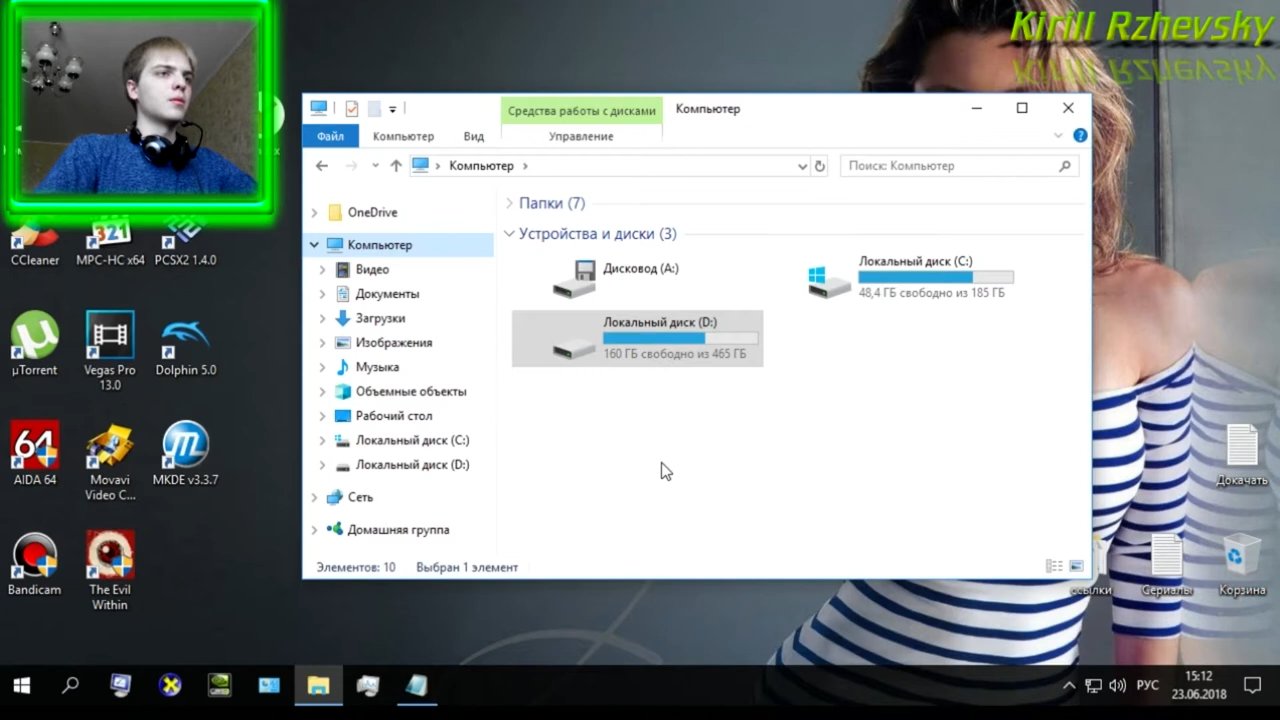 Kirill Rzhevsky
Средства работы с дисками
Компьютер
Файл
Компьютер
Вид
Управление
Компьютер
Поиск: Компьютер
OneDrive
Компьютер
Видео
Документы
Загрузки
Изображения
Музыка
Объемные объекты
Рабочий стол
Локальный диск (C:)
Локальный диск (D:)
Сеть
Домашняя группа
Папки (7)
Устройства и диски (3)
Дисковод (A:)
Локальный диск (C:)
48,4 ГБ свободно из 185 ГБ
Локальный диск (D:)
160 ГБ свободно из 465 ГБ
Элементов: 10
Выбран 1 элемент
CCleaner
MPC-HC x64
PCSX2 1.4.0
µTorrent
Vegas Pro
13.0
Dolphin 5.0
64
AIDA 64
Movavi
Video C...
MKDE v3.3.7
Bandicam
The Evil
Within
Докачать
ссылки
Сериалы
Корзина
РУС
15:12
23.06.2018